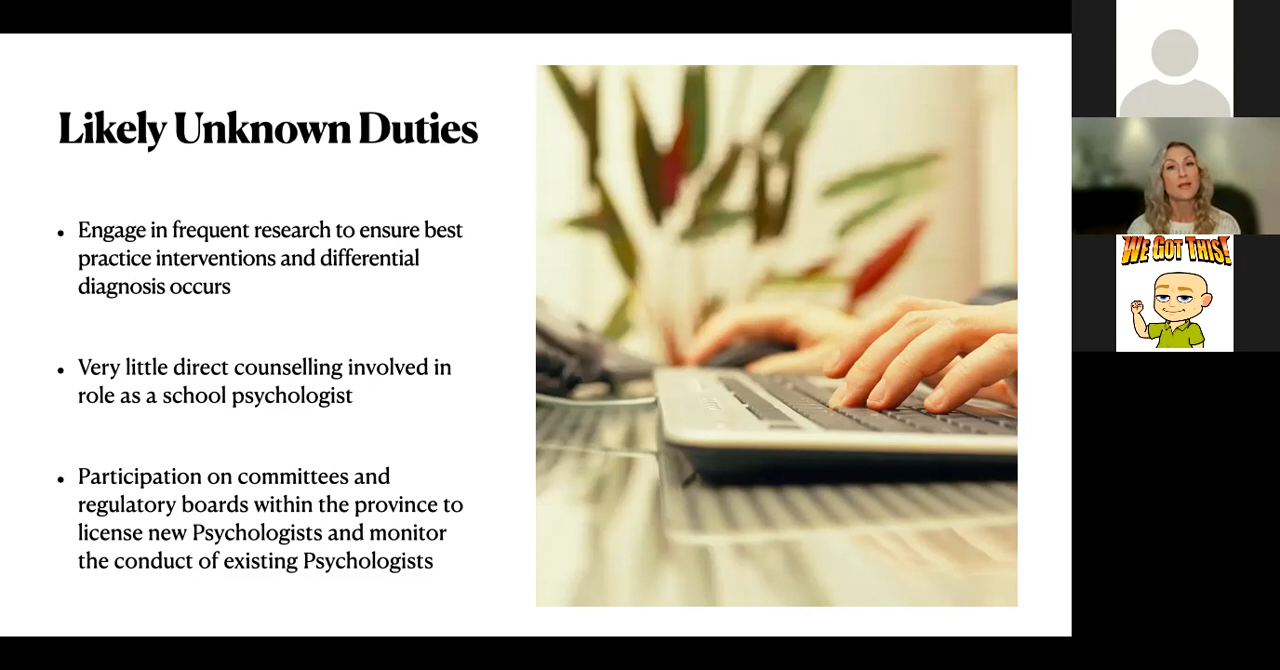 Likely Unknown Duties
• Engage in frequent research to ensure best
practice interventions and differential
diagnosis occurs
• Very little direct counselling involved in
role as a school psychologist
• Participation on committees and
regulatory boards within the province to
license new Psychologists and monitor
the conduct of existing Psychologists
WE GOT THIS!